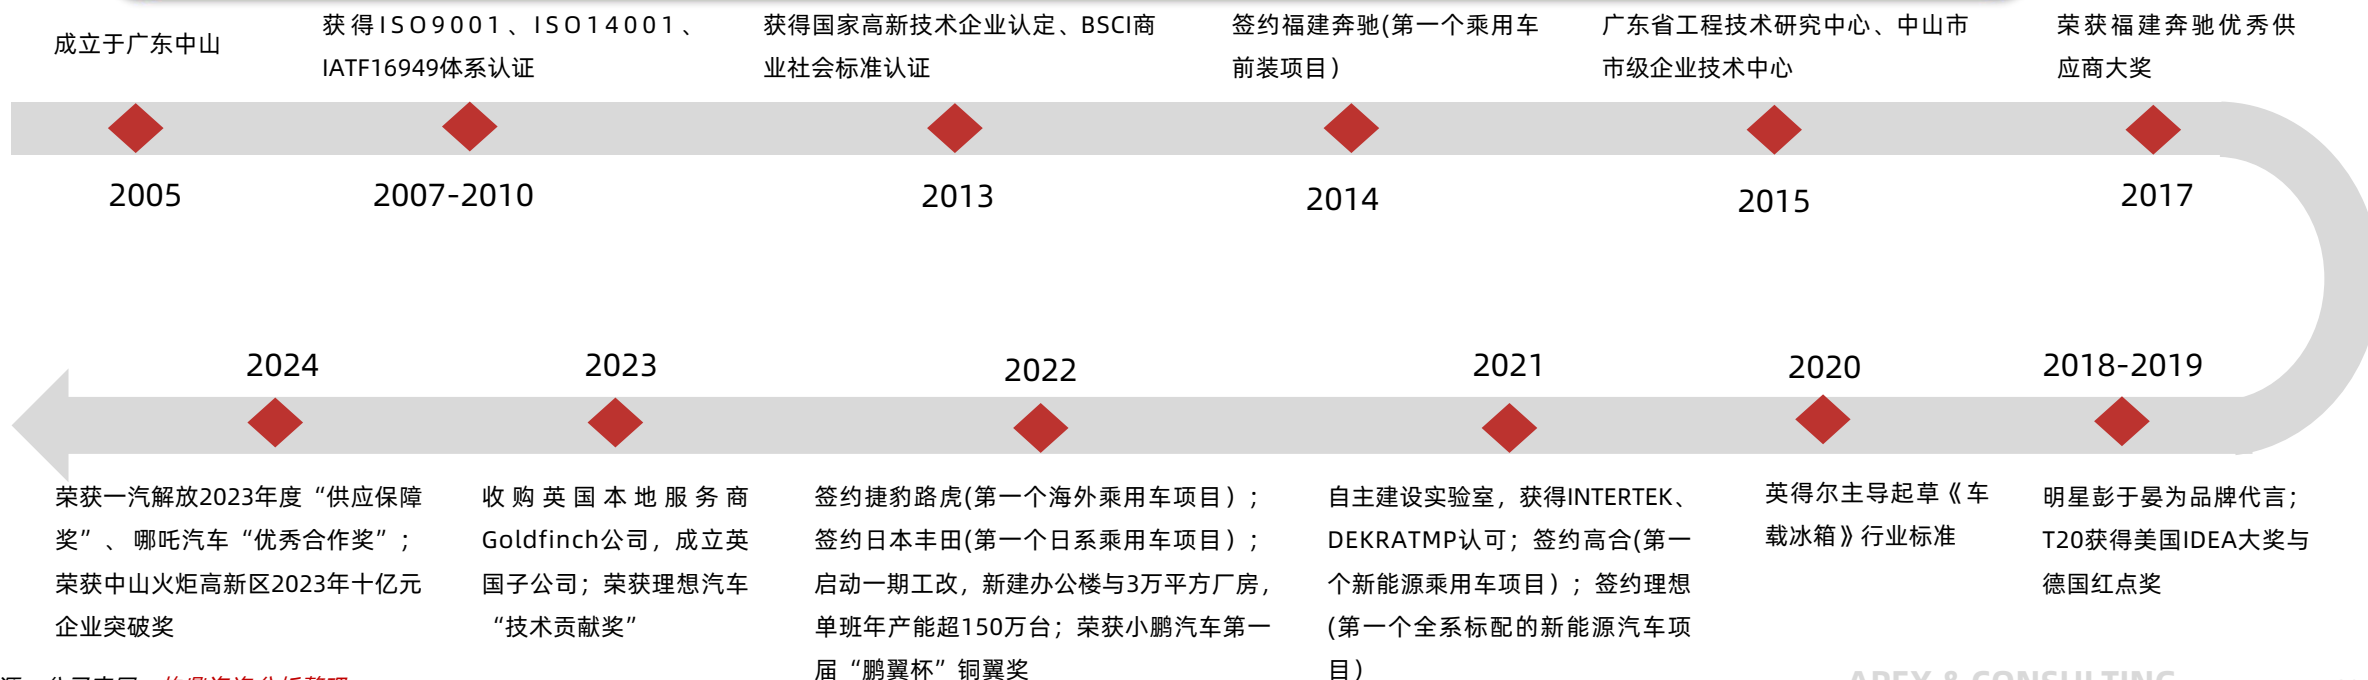 成立于广东中山
获得ISO9001、ISO14001、
IATF16949体系认证
获得国家高新技术企业认定、BSCI商
业社会标准认证
签约福建奔驰(第一个乘用车
前装项目)
广东省工程技术研究中心、中山市
市级企业技术中心
荣获福建奔驰优秀供
应商大奖
2005
2007-2010
2013
2014
2015
2017
2024
2023
2022
2021
2020
2018-2019
荣获一汽解放2023年度“供应保障
奖”、哪吒汽车“优秀合作奖”；
荣获中山火炬高新区2023年十亿元
企业突破奖
收购英国本地服务商
Goldfinch公司，成立英
国子公司；荣获理想汽车
“技术贡献奖”
签约捷豹路虎(第一个海外乘用车项目)；
签约日本丰田(第一个日系乘用车项目)；
启动一期工改，新建办公楼与3万平方厂房，
单班年产能超150万台；荣获小鹏汽车第一
届“鹏翼杯”铜翼奖
自主建设实验室，获得INTERTEK、
DEKRATMP认可；签约高合(第一
个新能源乘用车项目)；签约理想
(第一个全系标配的新能源汽车项
目)
英得尔主导起草《车
载冰箱》行业标准
明星彭于晏为品牌代言；
T20获得美国IDEA大奖与
德国红点奖
APEX & CONSULTING